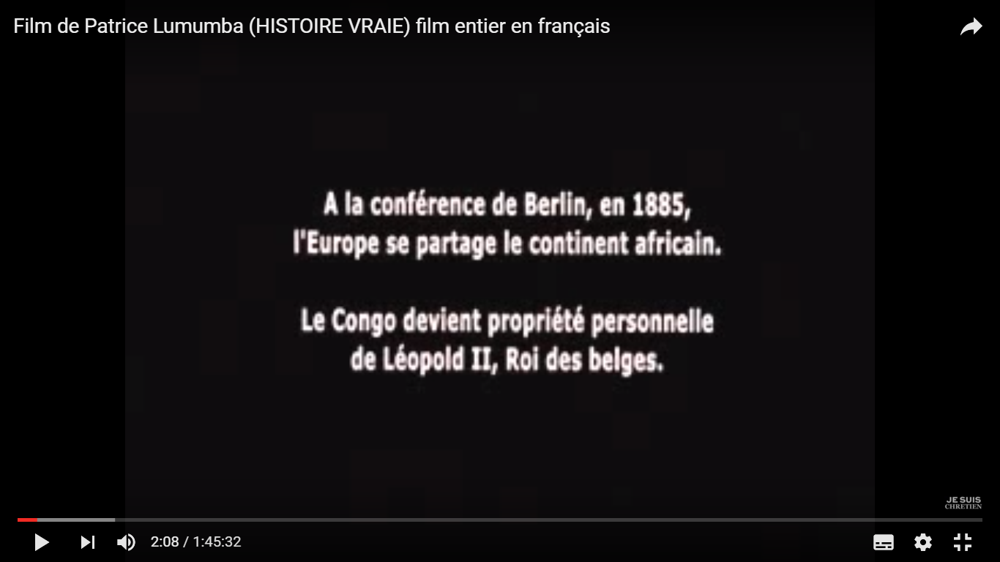 Film de Patrice Lumumba (HISTOIRE VRAIE) film entier en français
A la conférence de Berlin, en 1885,
l'Europe se partage le continent africain.
Le Congo devient propriété personnelle
de Léopold II, Roi des belges.
JE SUIS
CHRETIEN
2:08 / 1:45:32